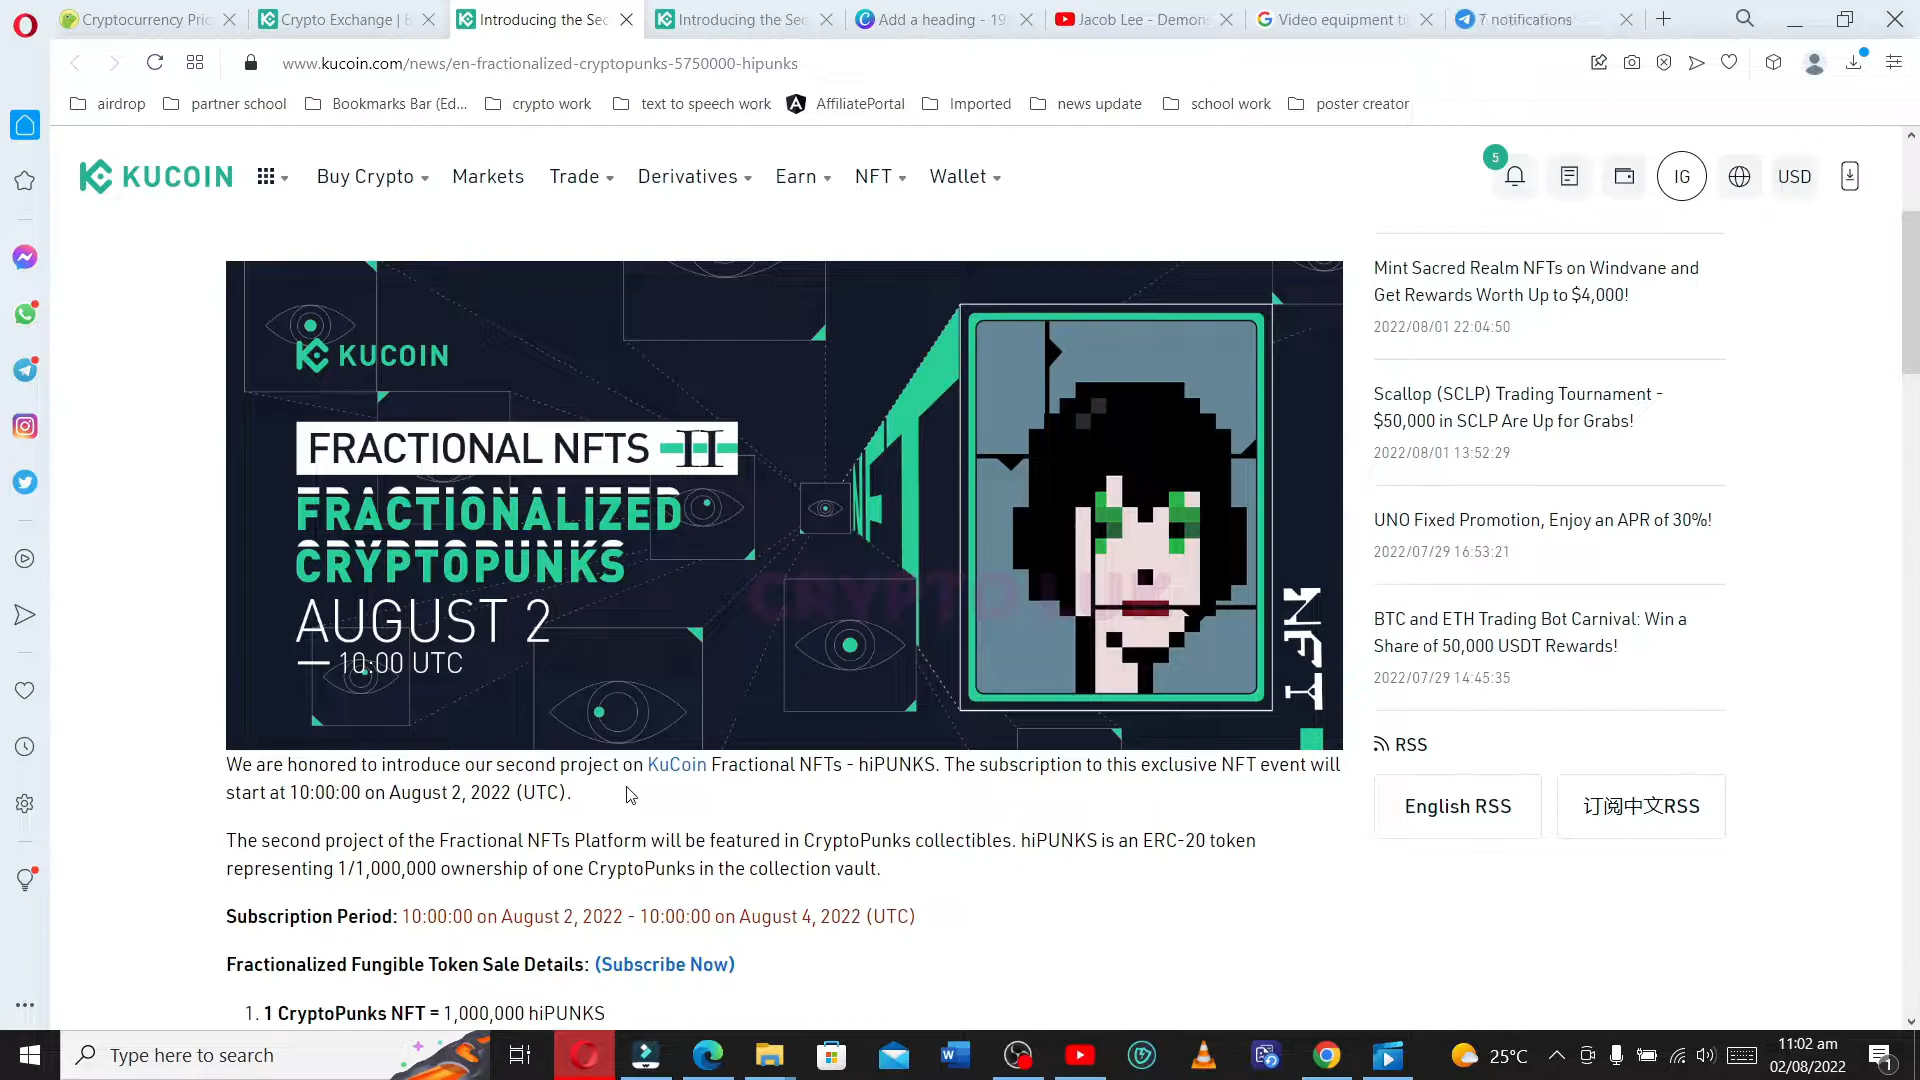 Cryptocurrency Pric
Crypto Exchange | B
Introducing the Sec
Introducing the Sec
Add a heading - 19
Jacob Lee - Demons
Video equipment ti
7 notifications
www.kucoin.com/news/en-fractionalized-cryptopunks-5750000-hipunks
airdrop
partner school
Bookmarks Bar (Ed...
crypto work
text to speech work
AffiliatePortal
Imported
news update
school work
poster creator
KUCOIN
Buy Crypto
Markets
Trade
Derivatives
Earn
NFT
Wallet
5
IG
USD
KUCOIN
FRACTIONAL NFTS II
FRACTIONALIZED
CRYPTOPUNKS
AUGUST 2
— 10:00 UTC
NFT
CRYPTO LUK
We are honored to introduce our second project on KuCoin Fractional NFTs - hiPUNKS. The subscription to this exclusive NFT event will
start at 10:00:00 on August 2, 2022 (UTC).
The second project of the Fractional NFTs Platform will be featured in CryptoPunks collectibles. hiPUNKS is an ERC-20 token
representing 1/1,000,000 ownership of one CryptoPunks in the collection vault.
Subscription Period: 10:00:00 on August 2, 2022 - 10:00:00 on August 4, 2022 (UTC)
Fractionalized Fungible Token Sale Details: (Subscribe Now)
1. 1 CryptoPunks NFT = 1,000,000 hiPUNKS
Mint Sacred Realm NFTs on Windvane and
Get Rewards Worth Up to $4,000!
2022/08/01 22:04:50
Scallop (SCLP) Trading Tournament -
$50,000 in SCLP Are Up for Grabs!
2022/08/01 13:52:29
UNO Fixed Promotion, Enjoy an APR of 30%!
2022/07/29 16:53:21
BTC and ETH Trading Bot Carnival: Win a
Share of 50,000 USDT Rewards!
2022/07/29 14:45:35
RSS
English RSS
订阅中文RSS
Type here to search
25°C
11:02 am
02/08/2022
1